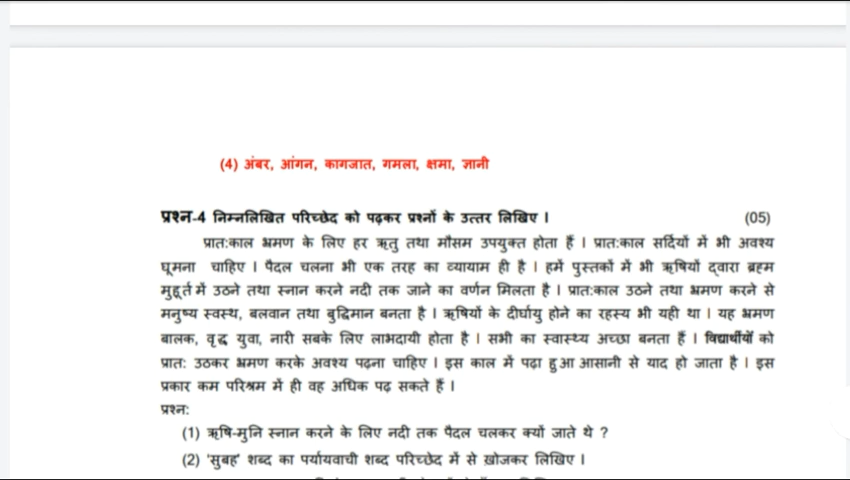 (4) अंबर, आंगन, कागजात, गमला, क्षमा, ज्ञानी
प्रश्न-4 निम्नलिखित परिच्छेद को पढ़कर प्रश्नों के उत्तर लिखिए । (05)
प्रात:काल भ्रमण के लिए हर ऋतु तथा मौसम उपयुक्त होता हैं । प्रात:काल सर्दियों में भी अवश्य
घूमना चाहिए । पैदल चलना भी एक तरह का व्यायाम ही है । हमें पुस्तकों में भी ऋषियों द्वारा ब्रह्म
मुहूर्त में उठने तथा स्नान करने नदी तक जाने का वर्णन मिलता है । प्रात:काल उठने तथा भ्रमण करने से
मनुष्य स्वस्थ, बलवान तथा बुद्धिमान बनता है । ऋषियों के दीर्घायु होने का रहस्य भी यही था । यह भ्रमण
बालक, वृद्ध युवा, नारी सबके लिए लाभदायी होता है । सभी का स्वास्थ्य अच्छा बनता हैं । विद्यार्थीयों को
प्रात: उठकर भ्रमण करके अवश्य पढ़ना चाहिए । इस काल में पढ़ा हुआ आसानी से याद हो जाता है । इस
प्रकार कम परिश्रम में ही वह अधिक पढ़ सकते हैं ।
प्रश्न:
(1) ऋषि-मुनि स्नान करने के लिए नदी तक पैदल चलकर क्यों जाते थे ?
(2) 'सुबह' शब्द का पर्यायवाची शब्द परिच्छेद में से ख़ोजकर लिखिए ।